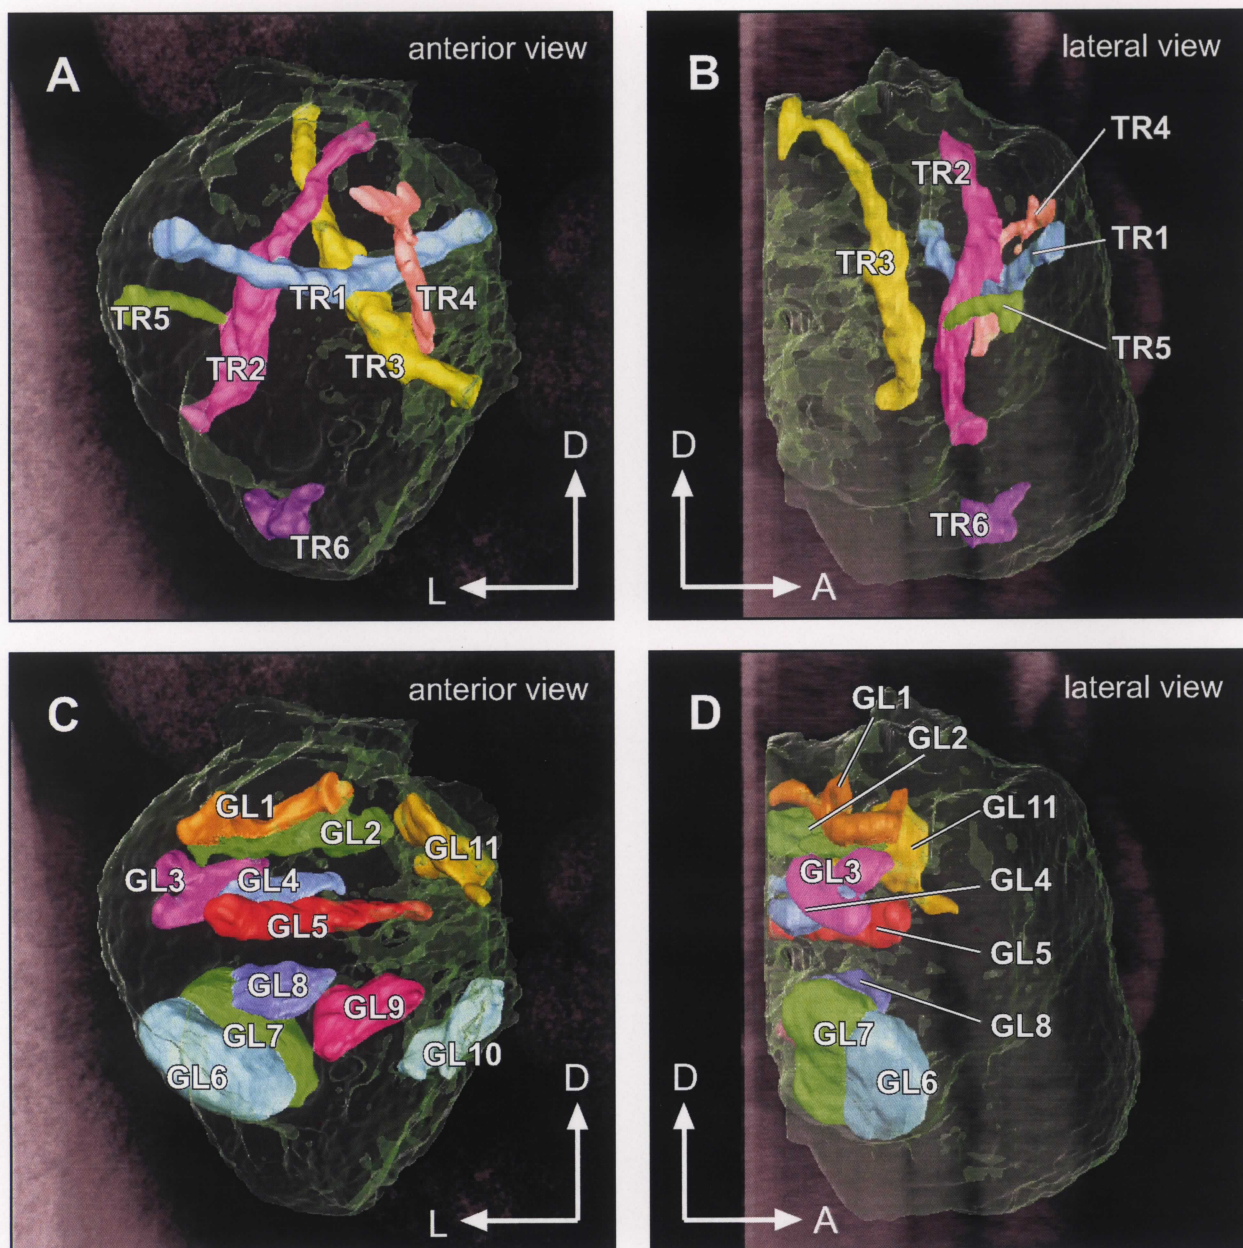 A
anterior view
TR1
TR4
TR5
TR2
TR3
TR6
D
L
B
lateral view
TR4
TR2
TR1
TR3
TR5
TR6
D
A
C
anterior view
GL1
GL2
GL11
GL3
GL4
GL5
GL8
GL9
GL7
GL10
GL6
D
L
D
lateral view
GL1
GL2
GL11
GL3
GL4
GL5
GL8
GL7
GL6
D
A